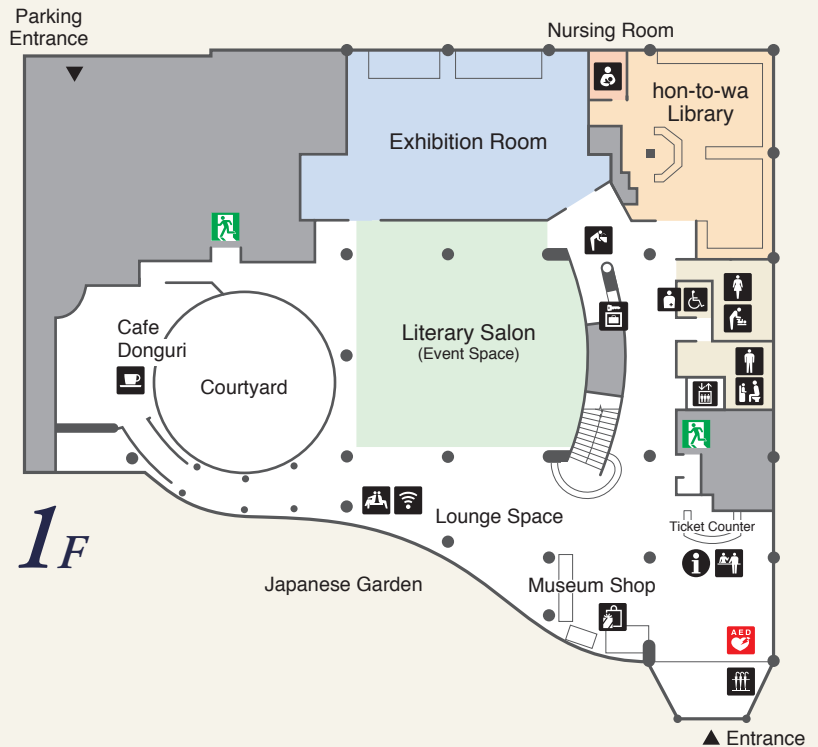 Parking
Entrance
Nursing Room
hon-to-wa
Library
Exhibition Room
Cafe
Donguri
Literary Salon
(Event Space)
Courtyard
Lounge Space
Ticket Counter
1F
Japanese Garden
Museum Shop
AED
Entrance